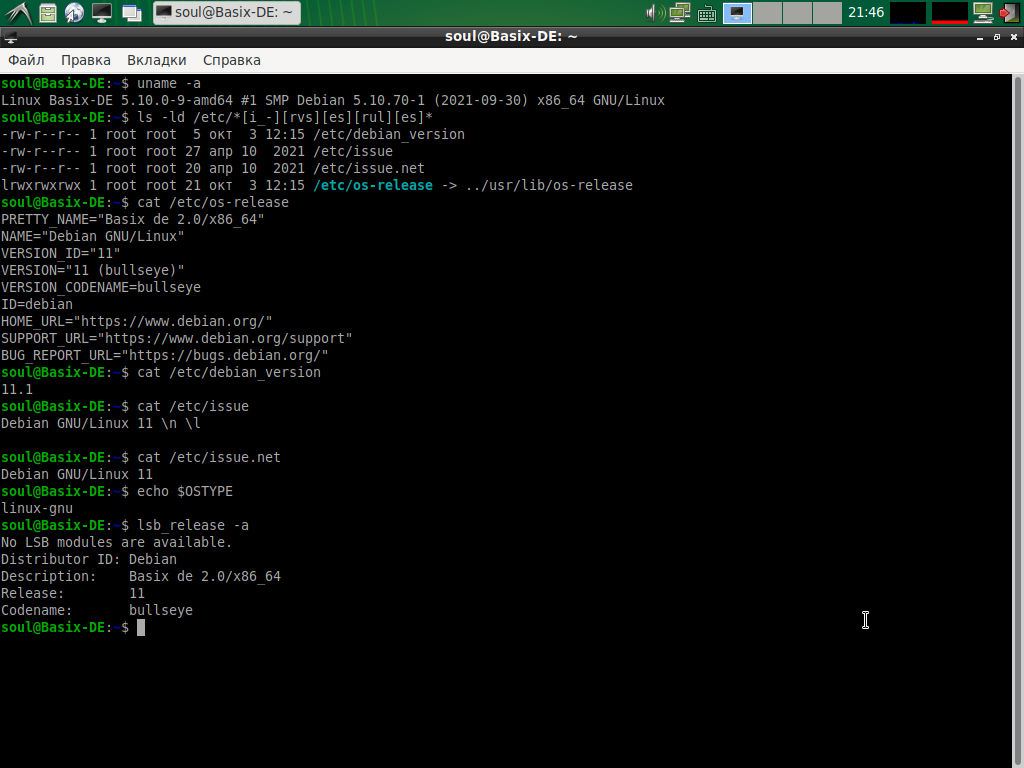 soul@Basix-DE: ~
21:46
soul@Basix-DE: ~
Файл Правка Вкладки Справка
soul@Basix-DE:~$ uname -a
Linux Basix-DE 5.10.0-9-amd64 #1 SMP Debian 5.10.70-1 (2021-09-30) x86_64 GNU/Linux
soul@Basix-DE:~$ ls -ld /etc/*[i_-][rvs][es][rul][es]*
-rw-r--r-- 1 root root  5 окт  3 12:15 /etc/debian_version
-rw-r--r-- 1 root root 27 апр 10  2021 /etc/issue
-rw-r--r-- 1 root root 20 апр 10  2021 /etc/issue.net
lrwxrwxrwx 1 root root 21 окт  3 12:15 /etc/os-release -> ../usr/lib/os-release
soul@Basix-DE:~$ cat /etc/os-release
PRETTY_NAME="Basix de 2.0/x86_64"
NAME="Debian GNU/Linux"
VERSION_ID="11"
VERSION="11 (bullseye)"
VERSION_CODENAME=bullseye
ID=debian
HOME_URL="https://www.debian.org/"
SUPPORT_URL="https://www.debian.org/support"
BUG_REPORT_URL="https://bugs.debian.org/"
soul@Basix-DE:~$ cat /etc/debian_version
11.1
soul@Basix-DE:~$ cat /etc/issue
Debian GNU/Linux 11 \n \l
soul@Basix-DE:~$ cat /etc/issue.net
Debian GNU/Linux 11
soul@Basix-DE:~$ echo $OSTYPE
linux-gnu
soul@Basix-DE:~$ lsb_release -a
No LSB modules are available.
Distributor ID: Debian
Description:    Basix de 2.0/x86_64
Release:        11
Codename:       bullseye
soul@Basix-DE:~$